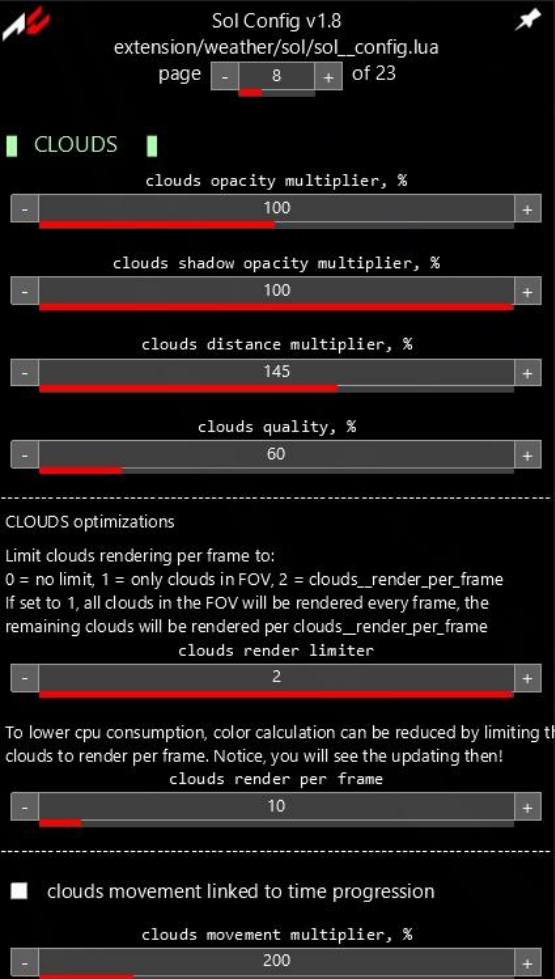 Sol Config v1.8
extension/weather/sol/sol__config.lua
page - 8 + of 23
CLOUDS
clouds opacity multiplier, %
- 100 +
clouds shadow opacity multiplier, %
- 100 +
clouds distance multiplier, %
- 145 +
clouds quality, %
- 60 +
CLOUDS optimizations
Limit clouds rendering per frame to:
0 = no limit, 1 = only clouds in FOV, 2 = clouds__render_per_frame
If set to 1, all clouds in the FOV will be rendered every frame, the
remaining clouds will be rendered per clouds__render_per_frame
clouds render limiter
- 2 +
To lower cpu consumption, color calculation can be reduced by limiting th
clouds to render per frame. Notice, you will see the updating then!
clouds render per frame
- 10 +
clouds movement linked to time progression
clouds movement multiplier, %
- 200 +